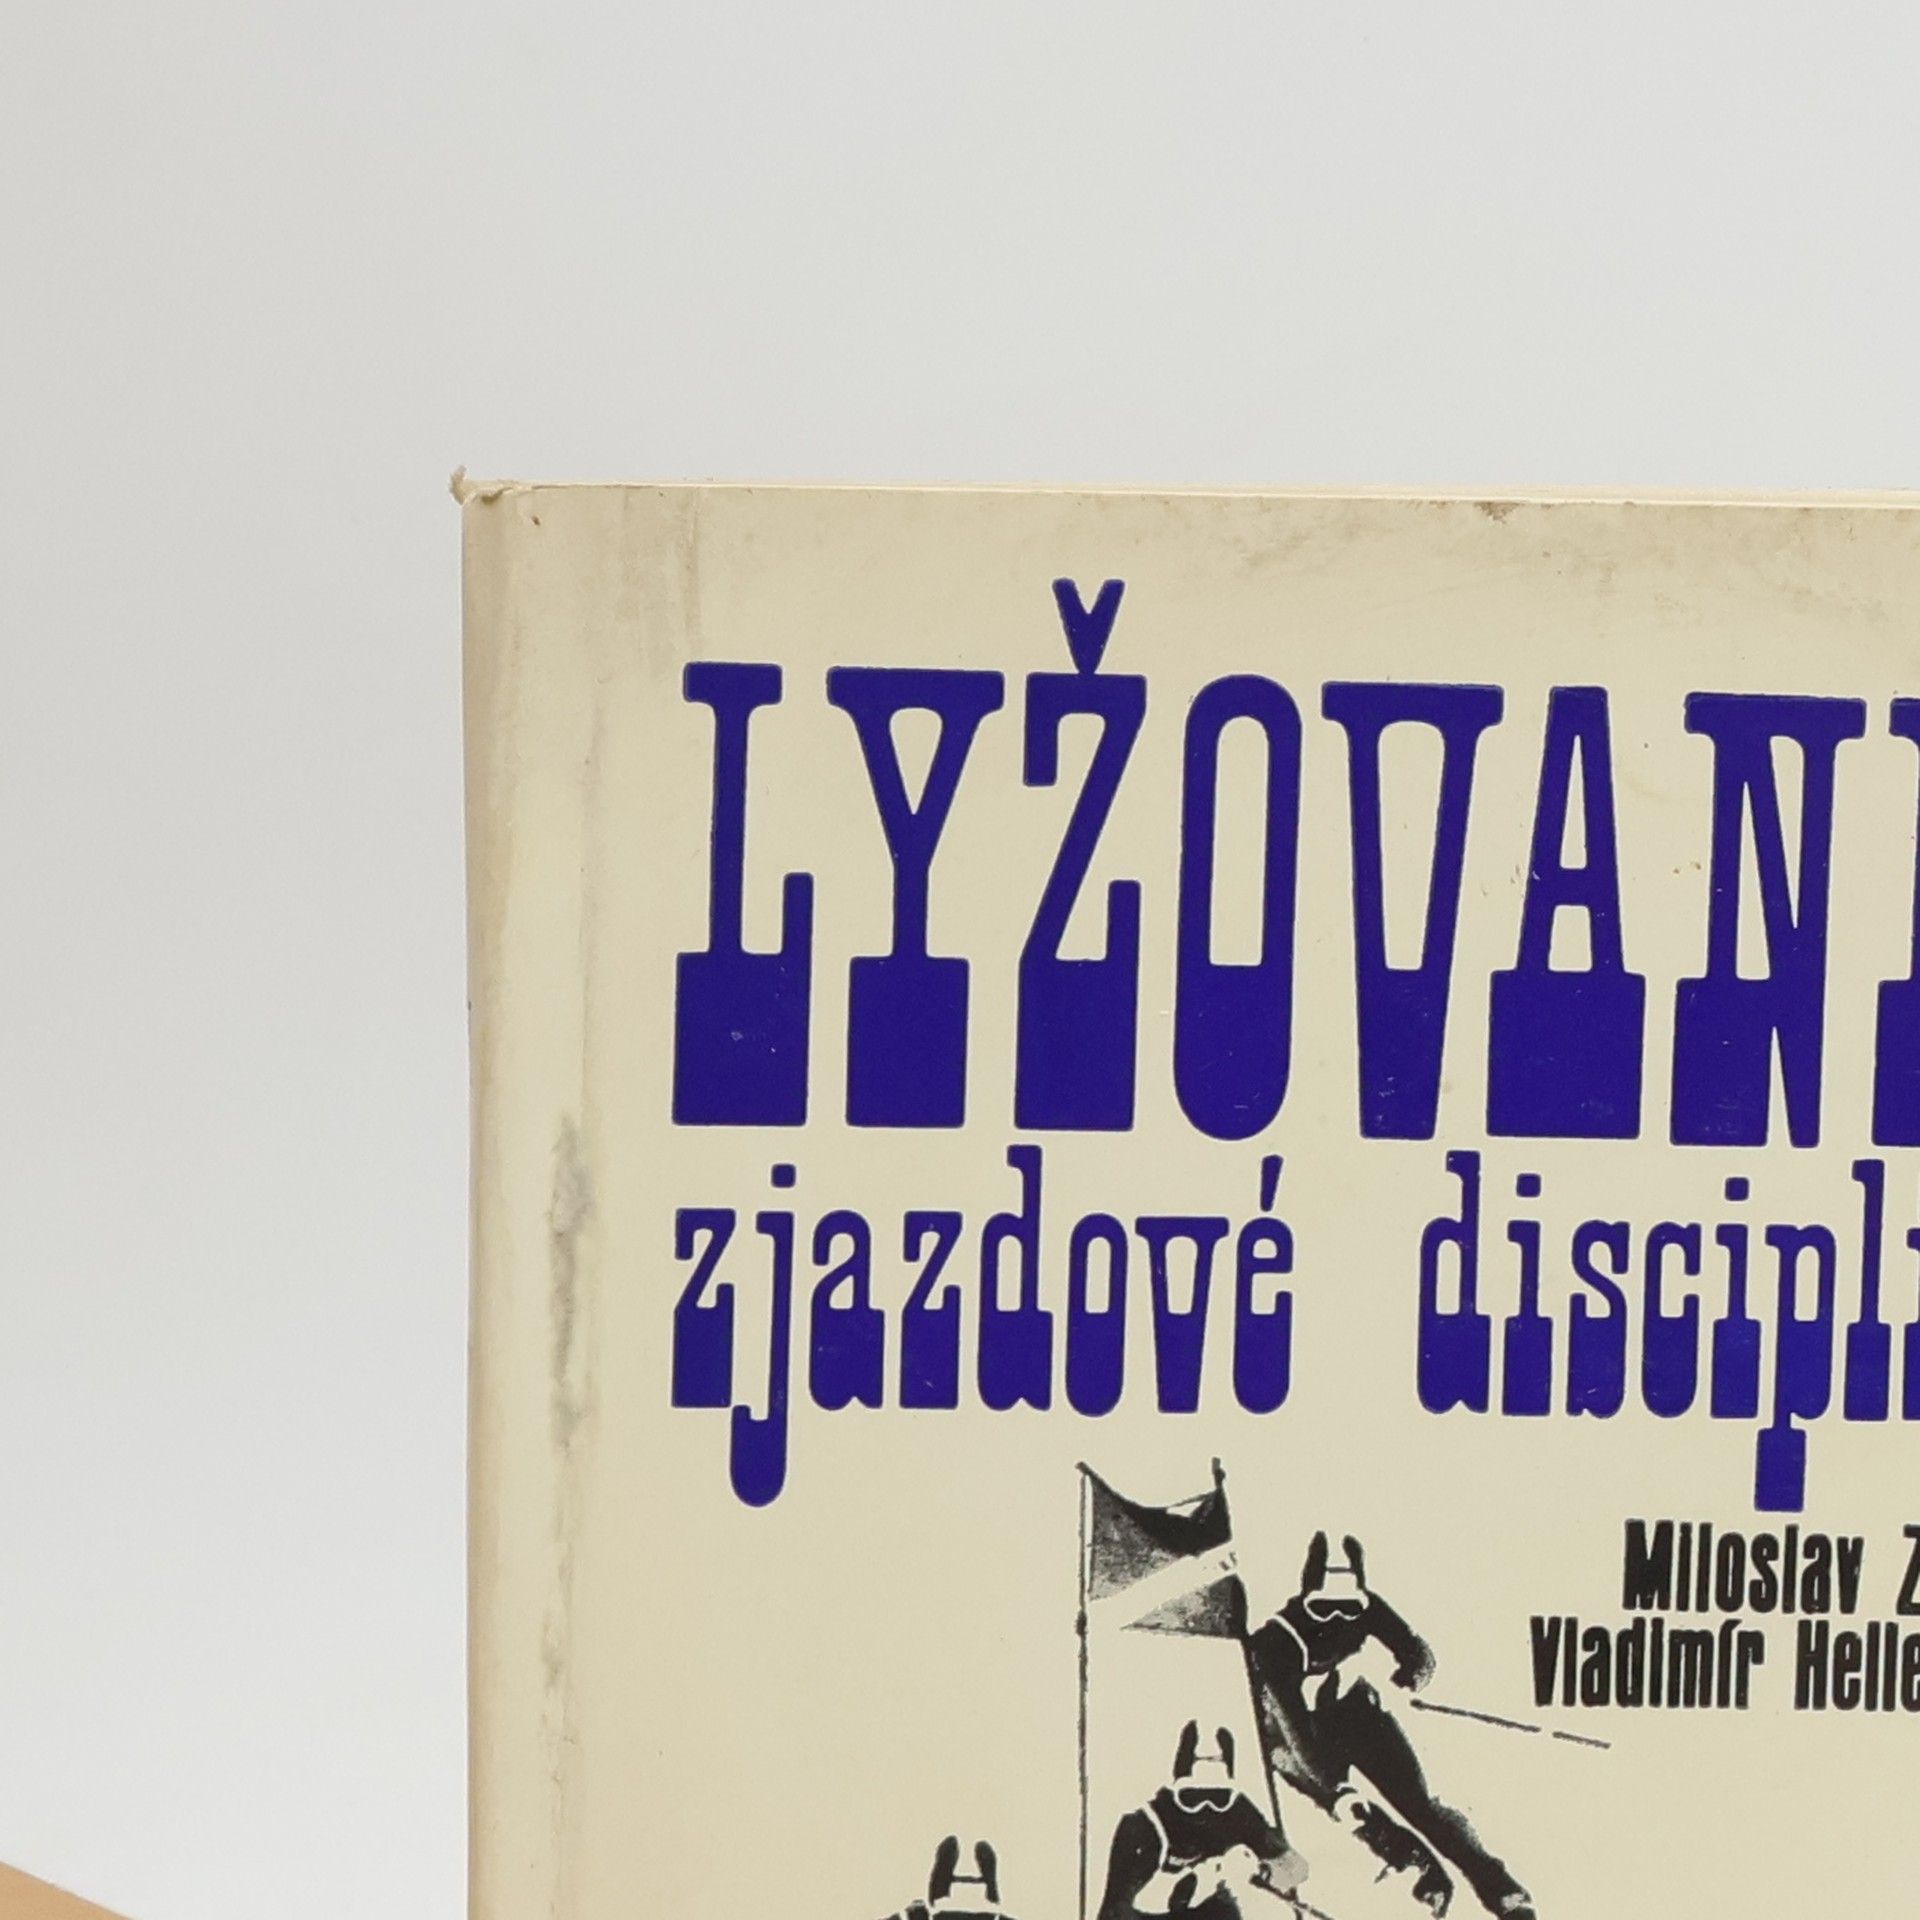 LYŽOVAN
zjazdové discipl
Miloslav Z
Vladimír Helle